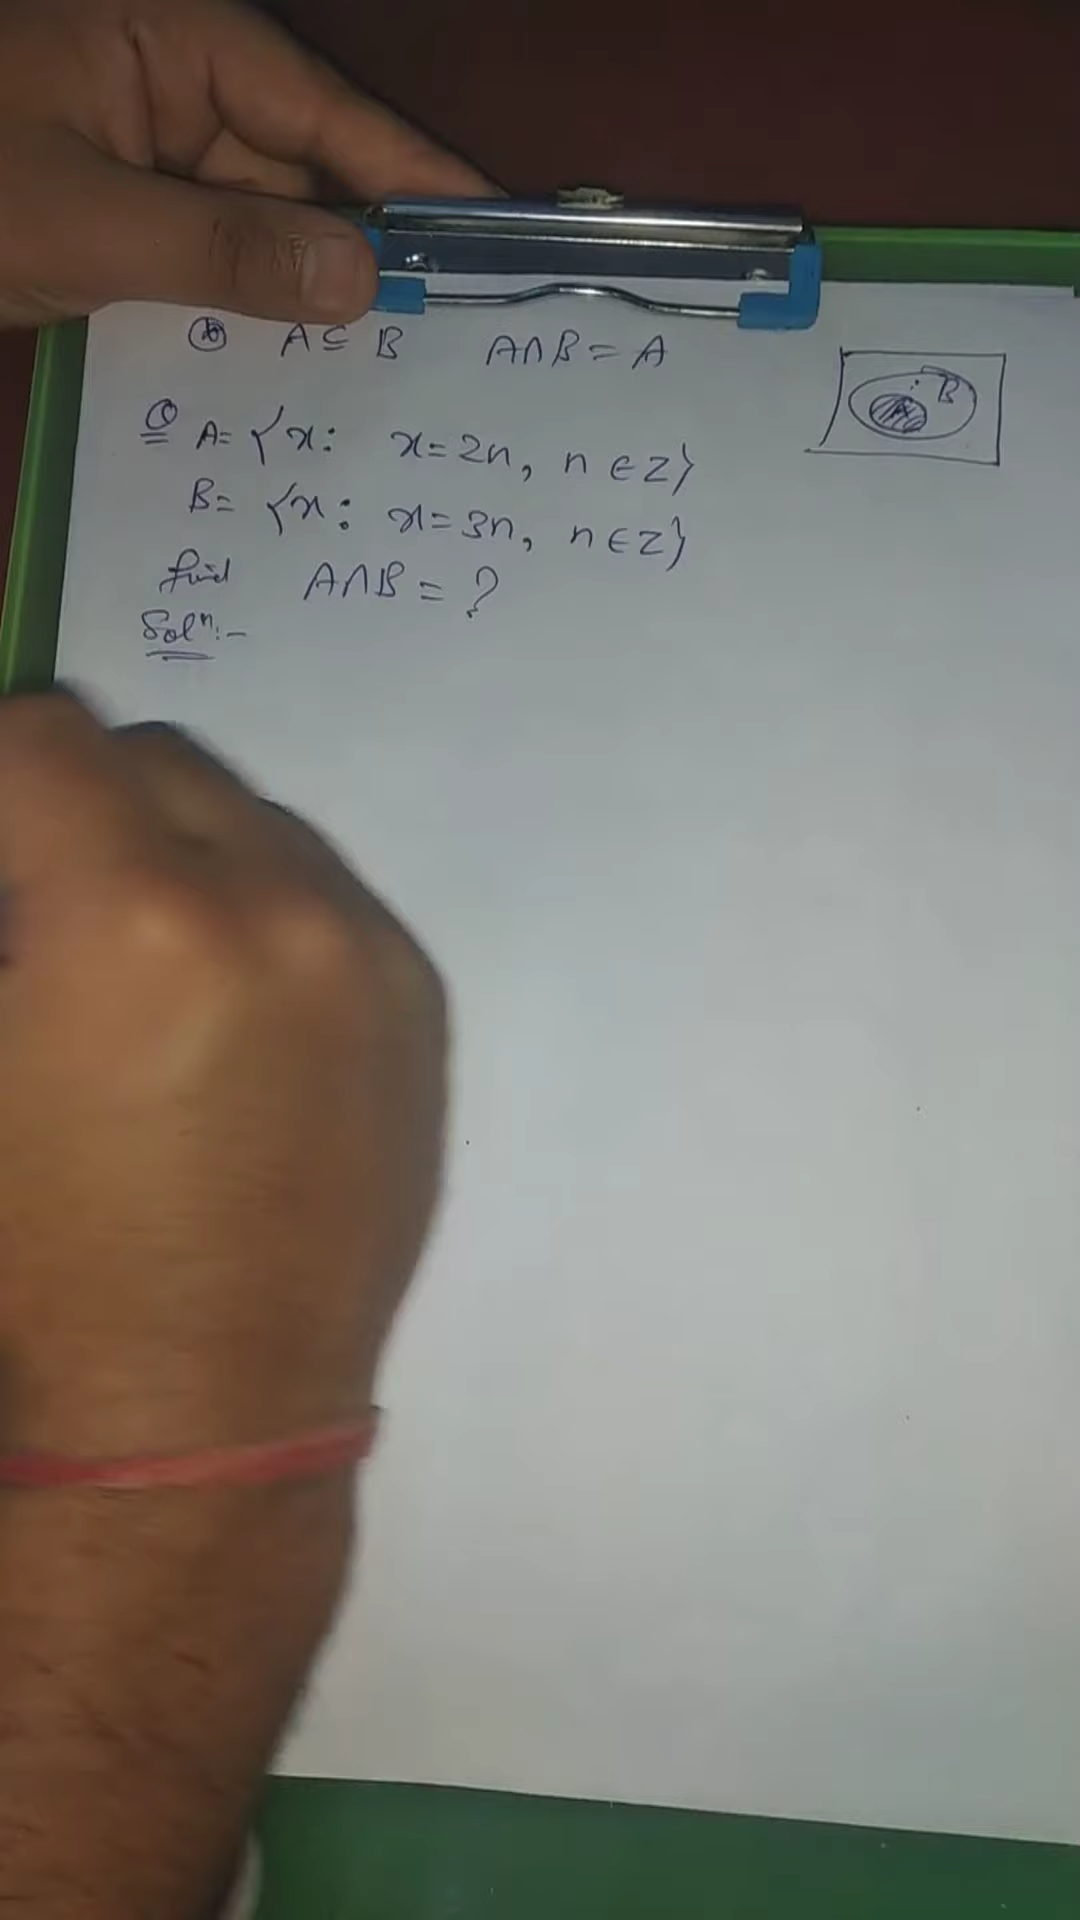 A ⊆ B A∩B = A
B
A
Q A = {x: x = 2n, n ∈ Z}
B = {x: x = 3n, n ∈ Z}
find A∩B = ?
Solⁿ:-